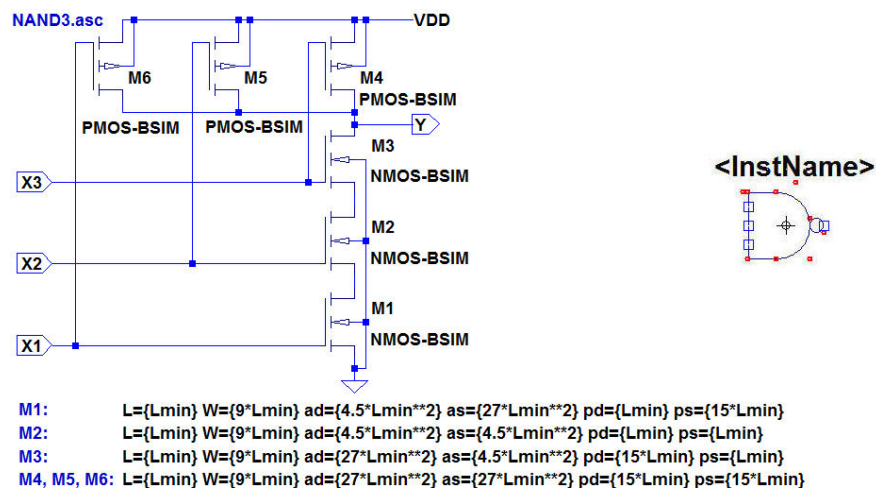 NAND3.asc
VDD
M6
M5
M4
PMOS-BSIM
PMOS-BSIM
PMOS-BSIM
Y
M3
NMOS-BSIM
X3
<InstName>
M2
NMOS-BSIM
X2
M1
NMOS-BSIM
X1
M1: L={Lmin} W={9*Lmin} ad={4.5*Lmin**2} as={27*Lmin**2} pd={Lmin} ps={15*Lmin}
M2: L={Lmin} W={9*Lmin} ad={4.5*Lmin**2} as={4.5*Lmin**2} pd={Lmin} ps={Lmin}
M3: L={Lmin} W={9*Lmin} ad={27*Lmin**2} as={4.5*Lmin**2} pd={15*Lmin} ps={Lmin}
M4, M5, M6: L={Lmin} W={9*Lmin} ad={27*Lmin**2} as={27*Lmin**2} pd={15*Lmin} ps={15*Lmin}